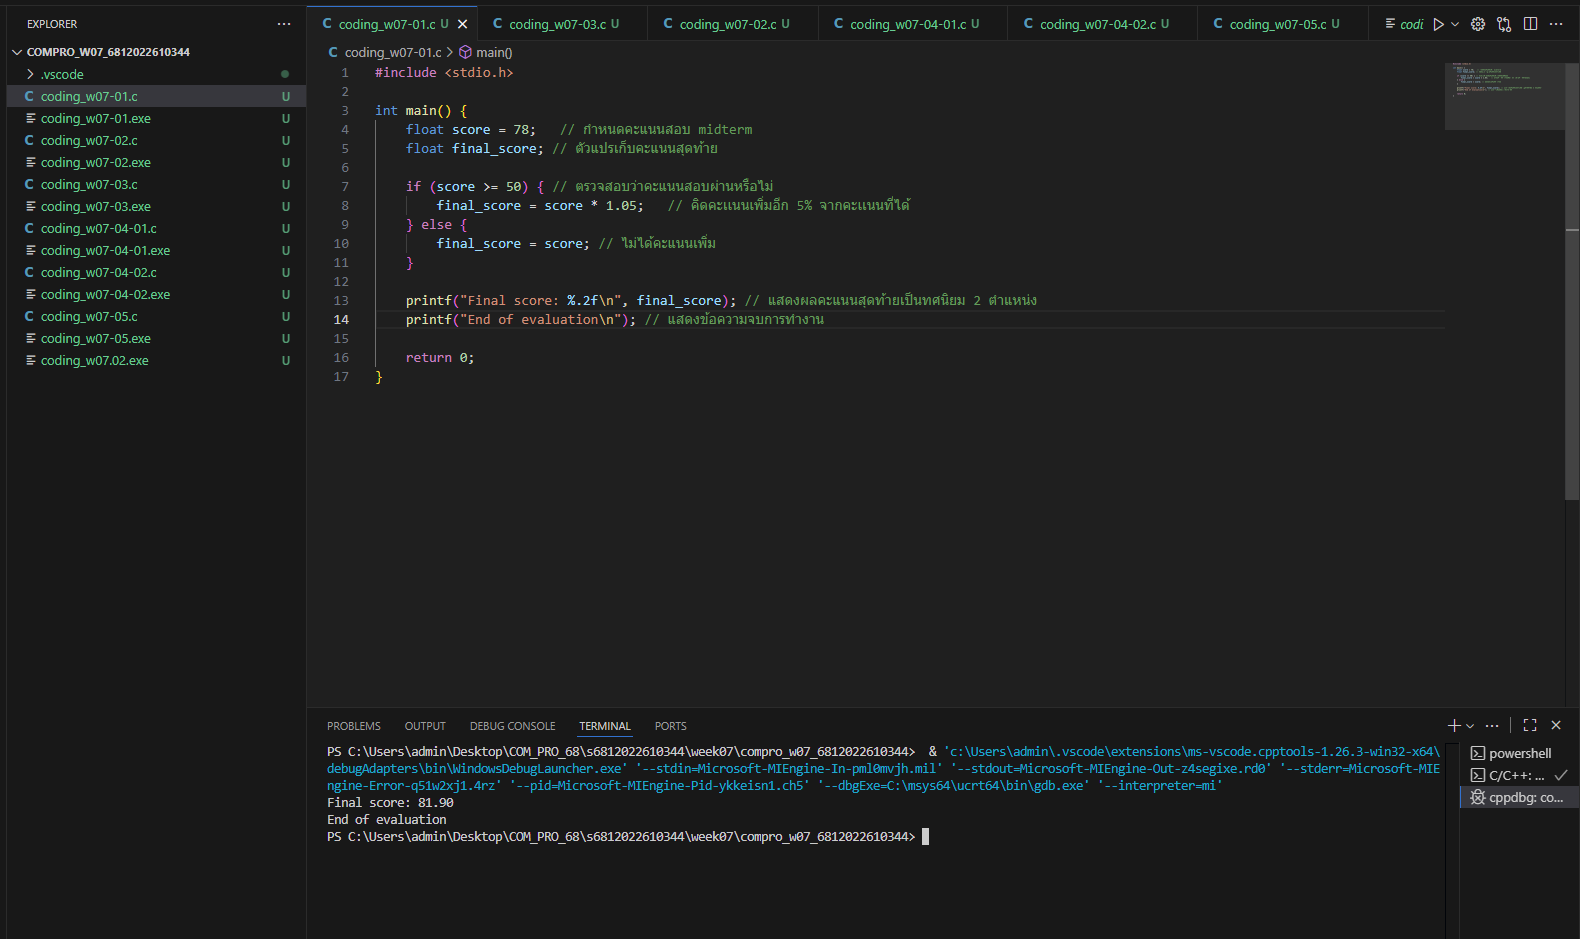 EXPLORER
COMPRO_W07_6812022610344
.vscode
coding_w07-01.c U
coding_w07-01.exe U
coding_w07-02.c U
coding_w07-02.exe U
coding_w07-03.c U
coding_w07-03.exe U
coding_w07-04-01.c U
coding_w07-04-01.exe U
coding_w07-04-02.c U
coding_w07-04-02.exe U
coding_w07-05.c U
coding_w07-05.exe U
coding_w07.02.exe U
C coding_w07-01.c U C coding_w07-03.c U C coding_w07-02.c U C coding_w07-04-01.c U C coding_w07-04-02.c U C coding_w07-05.c U codi
C coding_w07-01.c > main()
1 #include <stdio.h>
2
3 int main() {
4 float score = 78; // กำหนดคะแนนสอบ midterm
5 float final_score; // ตัวแปรเก็บคะแนนสุดท้าย
6
7 if (score >= 50) { // ตรวจสอบว่าคะแนนสอบผ่านหรือไม่
8 final_score = score * 1.05; // คิดคะแนนเพิ่มอีก 5% จากคะแนนที่ได้
9 } else {
10 final_score = score; // ไม่ได้คะแนนเพิ่ม
11 }
12
13 printf("Final score: %.2f\n", final_score); // แสดงผลคะแนนสุดท้ายเป็นทศนิยม 2 ตำแหน่ง
14 printf("End of evaluation\n"); // แสดงข้อความจบการทำงาน
15
16 return 0;
17 }
PROBLEMS OUTPUT DEBUG CONSOLE TERMINAL PORTS
PS C:\Users\admin\Desktop\COM_PRO_68\s6812022610344\week07\compro_w07_6812022610344> & 'c:\Users\admin\.vscode\extensions\ms-vscode.cpptools-1.26.3-win32-x64\
debugAdapters\bin\WindowsDebugLauncher.exe' '--stdin=Microsoft-MIEngine-In-pml0mvjh.mil' '--stdout=Microsoft-MIEngine-Out-z4segixe.rd0' '--stderr=Microsoft-MIE
ngine-Error-q51w2xj1.4rz' '--pid=Microsoft-MIEngine-Pid-ykkeisn1.ch5' '--dbgExe=C:\msys64\ucrt64\bin\gdb.exe' '--interpreter=mi'
Final score: 81.90
End of evaluation
PS C:\Users\admin\Desktop\COM_PRO_68\s6812022610344\week07\compro_w07_6812022610344>
powershell
C/C++: ...
cppdbg: co...